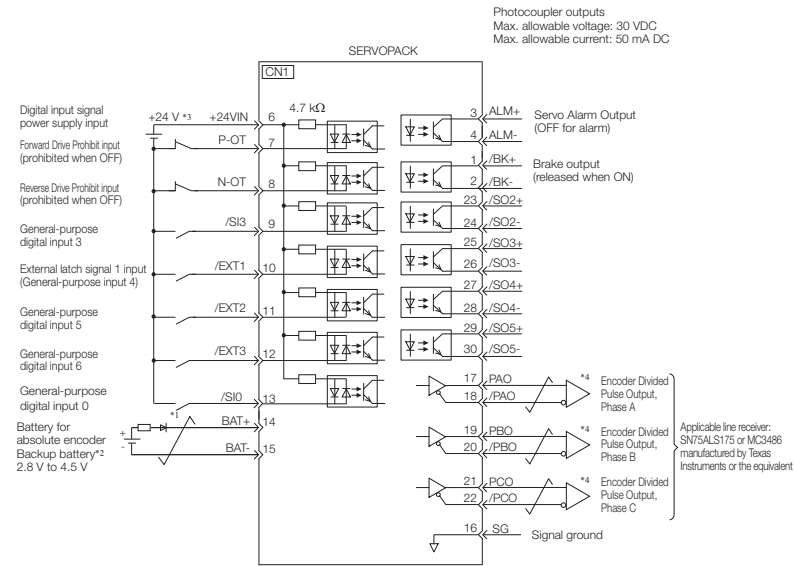 Photocoupler outputs
Max. allowable voltage: 30 VDC
Max. allowable current: 50 mA DC
SERVOPACK
CN1
4.7 kΩ
Digital input signal
power supply input
+24 V *3
+24VIN
6
Forward Drive Prohibit input
(prohibited when OFF)
P-OT
7
Reverse Drive Prohibit input
(prohibited when OFF)
N-OT
8
General-purpose
digital input 3
/SI3
9
External latch signal 1 input
(General-purpose input 4)
/EXT1
10
General-purpose
digital input 5
/EXT2
11
General-purpose
digital input 6
/EXT3
12
General-purpose
digital input 0
/SI0
13
*1
Battery for
absolute encoder
Backup battery*2
2.8 V to 4.5 V
+
-
BAT+
14
BAT-
15
3
ALM+
4
ALM-
Servo Alarm Output
(OFF for alarm)
1
/BK+
2
/BK-
Brake output
(released when ON)
23
/SO2+
24
/SO2-
25
/SO3+
26
/SO3-
27
/SO4+
28
/SO4-
29
/SO5+
30
/SO5-
17
PAO
18
/PAO
*4
Encoder Divided
Pulse Output,
Phase A
19
PBO
20
/PBO
*4
Encoder Divided
Pulse Output,
Phase B
21
PCO
22
/PCO
*4
Encoder Divided
Pulse Output,
Phase C
Applicable line receiver:
SN75ALS175 or MC3486
manufactured by Texas
Instruments or the equivalent
16
SG
Signal ground